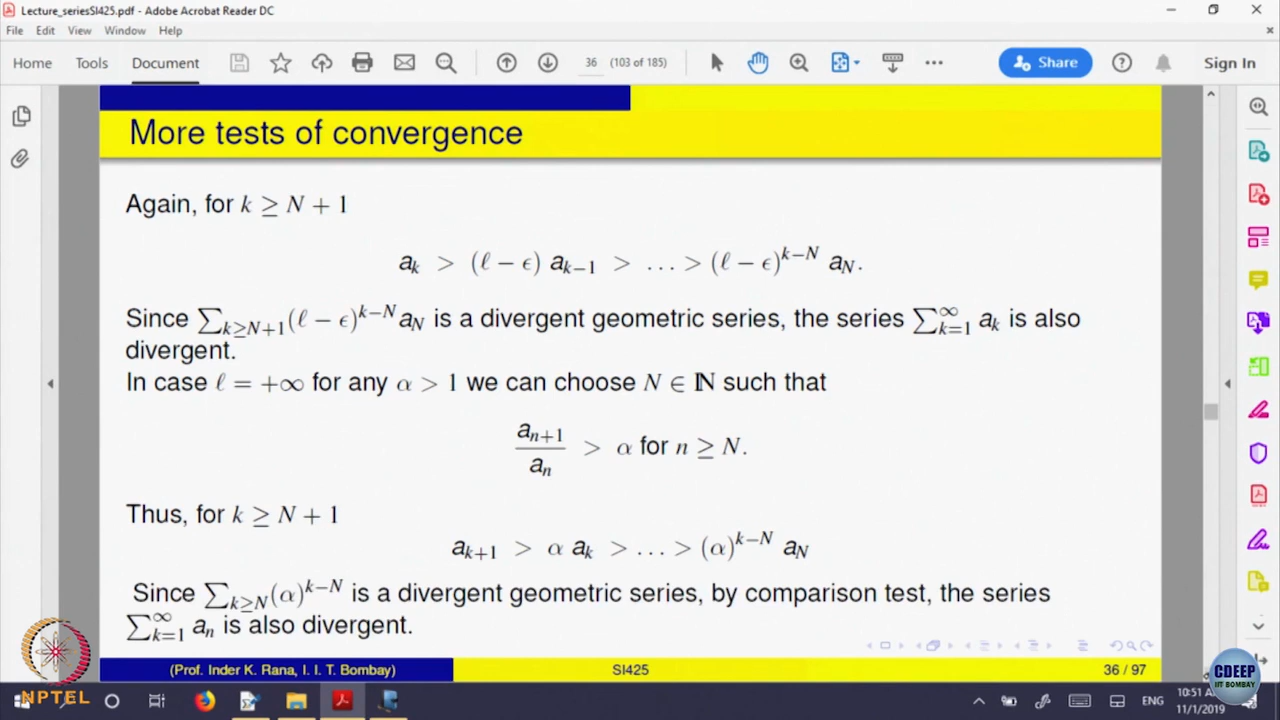 Lecture_seriesSI425.pdf - Adobe Acrobat Reader DC
File Edit View Window Help
Home Tools Document 36 (103 of 185) Share Sign In
More tests of convergence
Again, for k ≥ N + 1
a_k > (ℓ − ϵ) a_{k−1} > … > (ℓ − ϵ)^{k−N} a_N.
Since ∑_{k≥N+1}(ℓ − ϵ)^{k−N} a_N is a divergent geometric series, the series ∑_{k=1}^∞ a_k is also
divergent.
In case ℓ = +∞ for any α > 1 we can choose N ∈ ℕ such that
a_{n+1}/a_n > α for n ≥ N.
Thus, for k ≥ N + 1
a_{k+1} > α a_k > … > (α)^{k−N} a_N
Since ∑_{k≥N}(α)^{k−N} is a divergent geometric series, by comparison test, the series
∑_{k=1}^∞ a_n is also divergent.
(Prof. Inder K. Rana, I. I. T. Bombay) SI425 36 / 97
NPTEL
CDEEP
IIT BOMBAY
ENG
10:51
11/1/2019